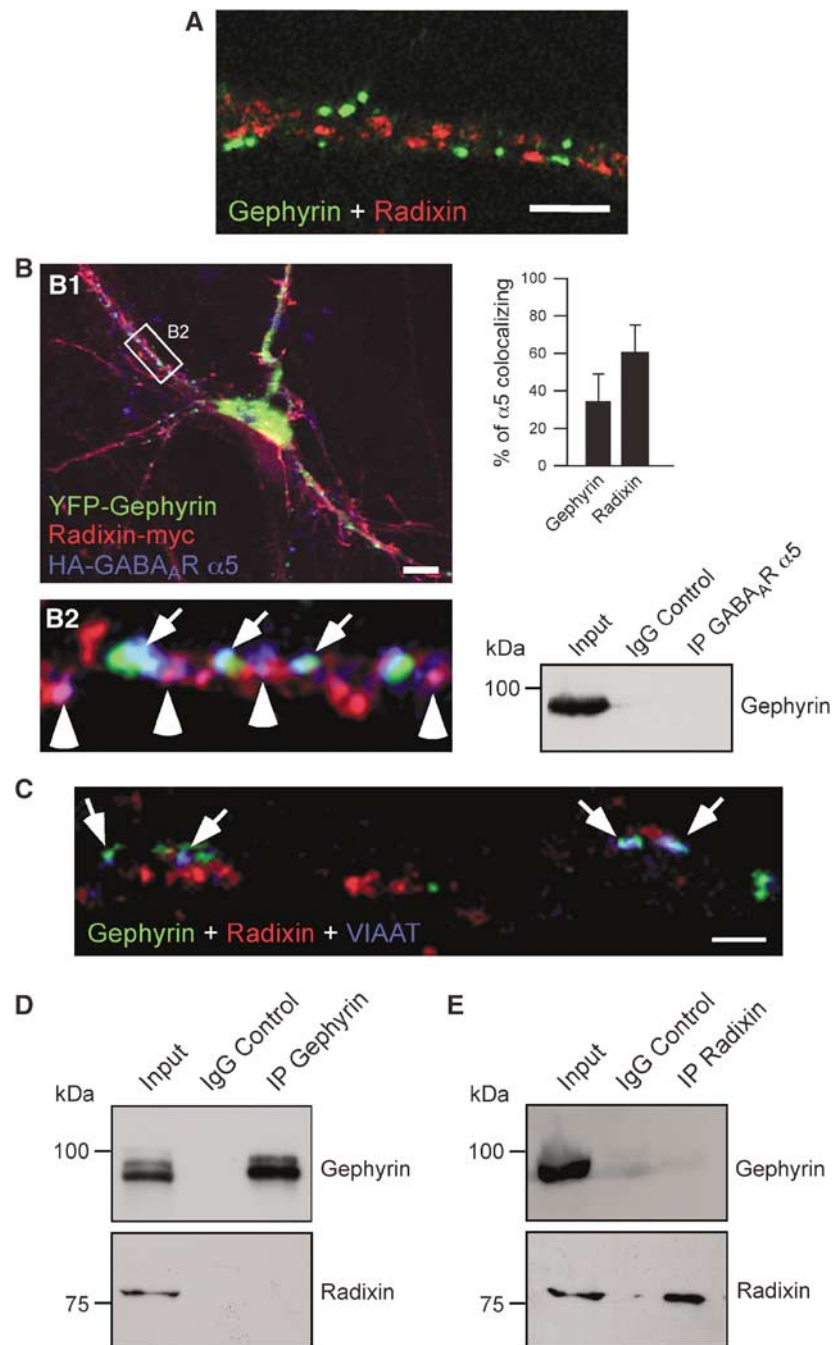 A
Gephyrin + Radixin
B
B1
B2
YFP-Gephyrin
Radixin-myc
HA-GABA_AR α5
% of α5 colocalizing
100
80
60
40
20
0
Gephyrin
Radixin
B2
Input
IgG Control
IP GABA_AR α5
kDa
100
Gephyrin
C
Gephyrin + Radixin + VIAAT
D
Input
IgG Control
IP Gephyrin
kDa
100
Gephyrin
75
Radixin
E
Input
IgG Control
IP Radixin
kDa
100
Gephyrin
75
Radixin